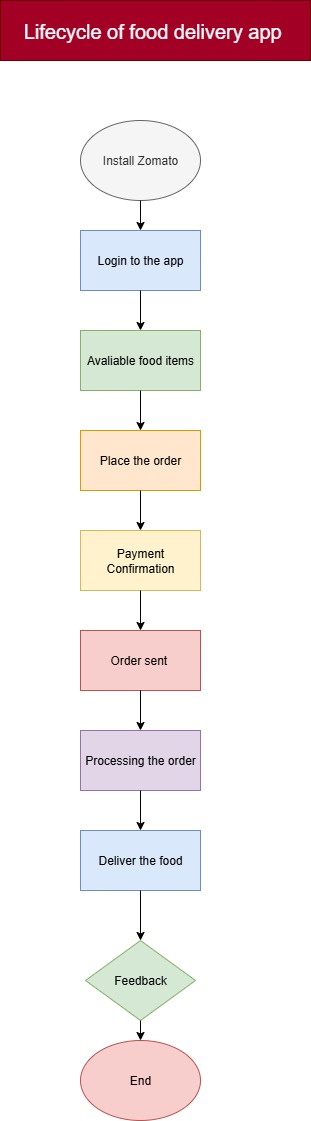 Lifecycle of food delivery app
Install Zomato
Login to the app
Avaliable food items
Place the order
Payment
Confirmation
Order sent
Processing the order
Deliver the food
Feedback
End